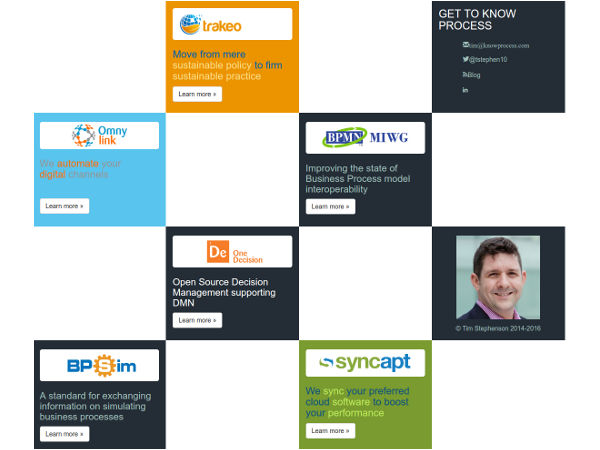 trakeo
Move from mere
sustainable policy to firm
sustainable practice
Learn more »
GET TO KNOW
PROCESS
tim@knowprocess.com
@tstephen10
Blog
in
Omny
link
We automate your
digital channels
Learn more »
BPMN MIWG
Improving the state of
Business Process model
interoperability
Learn more »
De One
Decision
Open Source Decision
Management supporting
DMN
Learn more »
© Tim Stephenson 2014-2016
BPSim
A standard for exchanging
information on simulating
business processes
Learn more »
syncapt
We sync your preferred
cloud software to boost
your performance
Learn more »